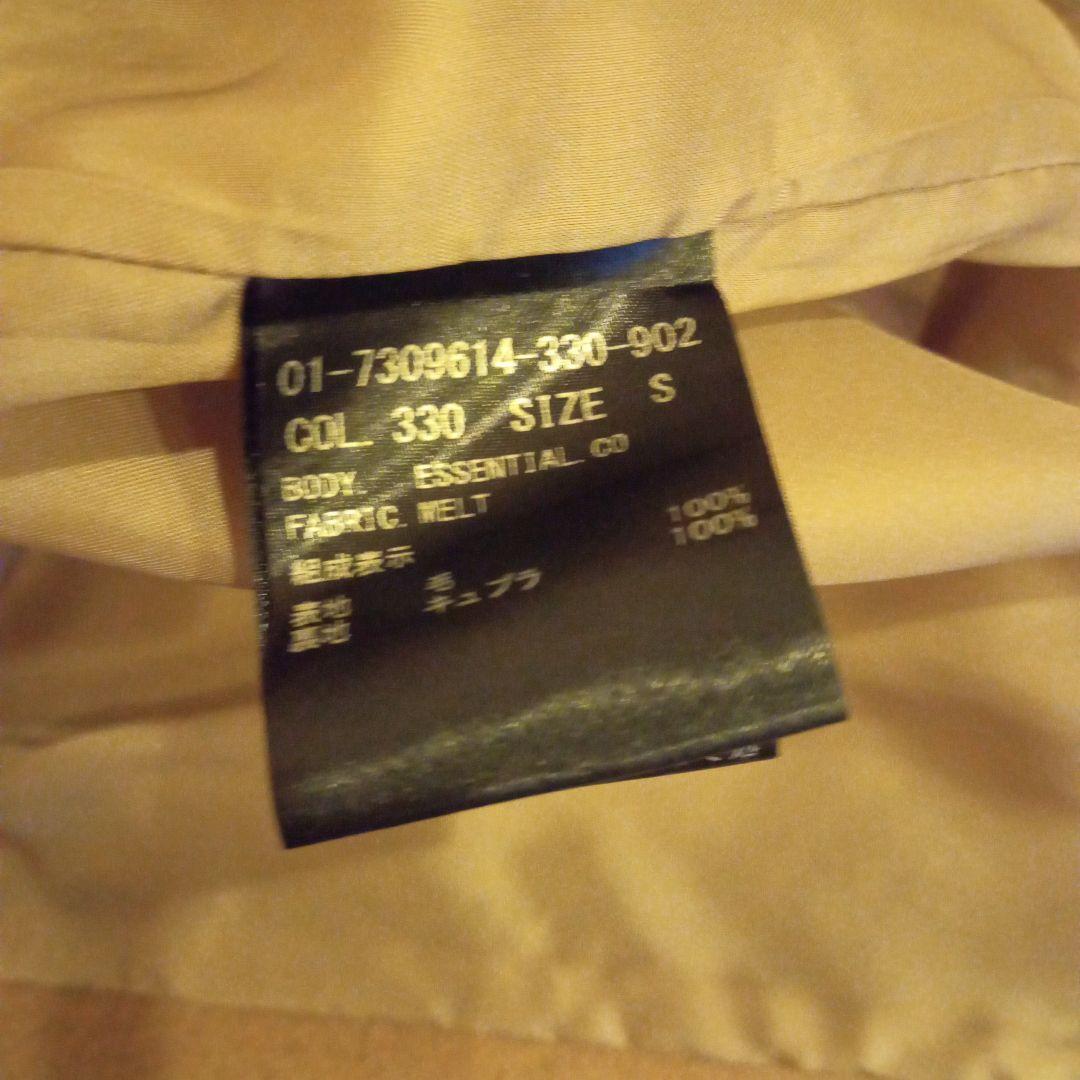 01-7309614-330-902
COL. 330 SIZE S
BODY. ESSENTIAL CO
FABRIC. MELT
組成表示
表地 毛 100%
裏地 キュプラ 100%